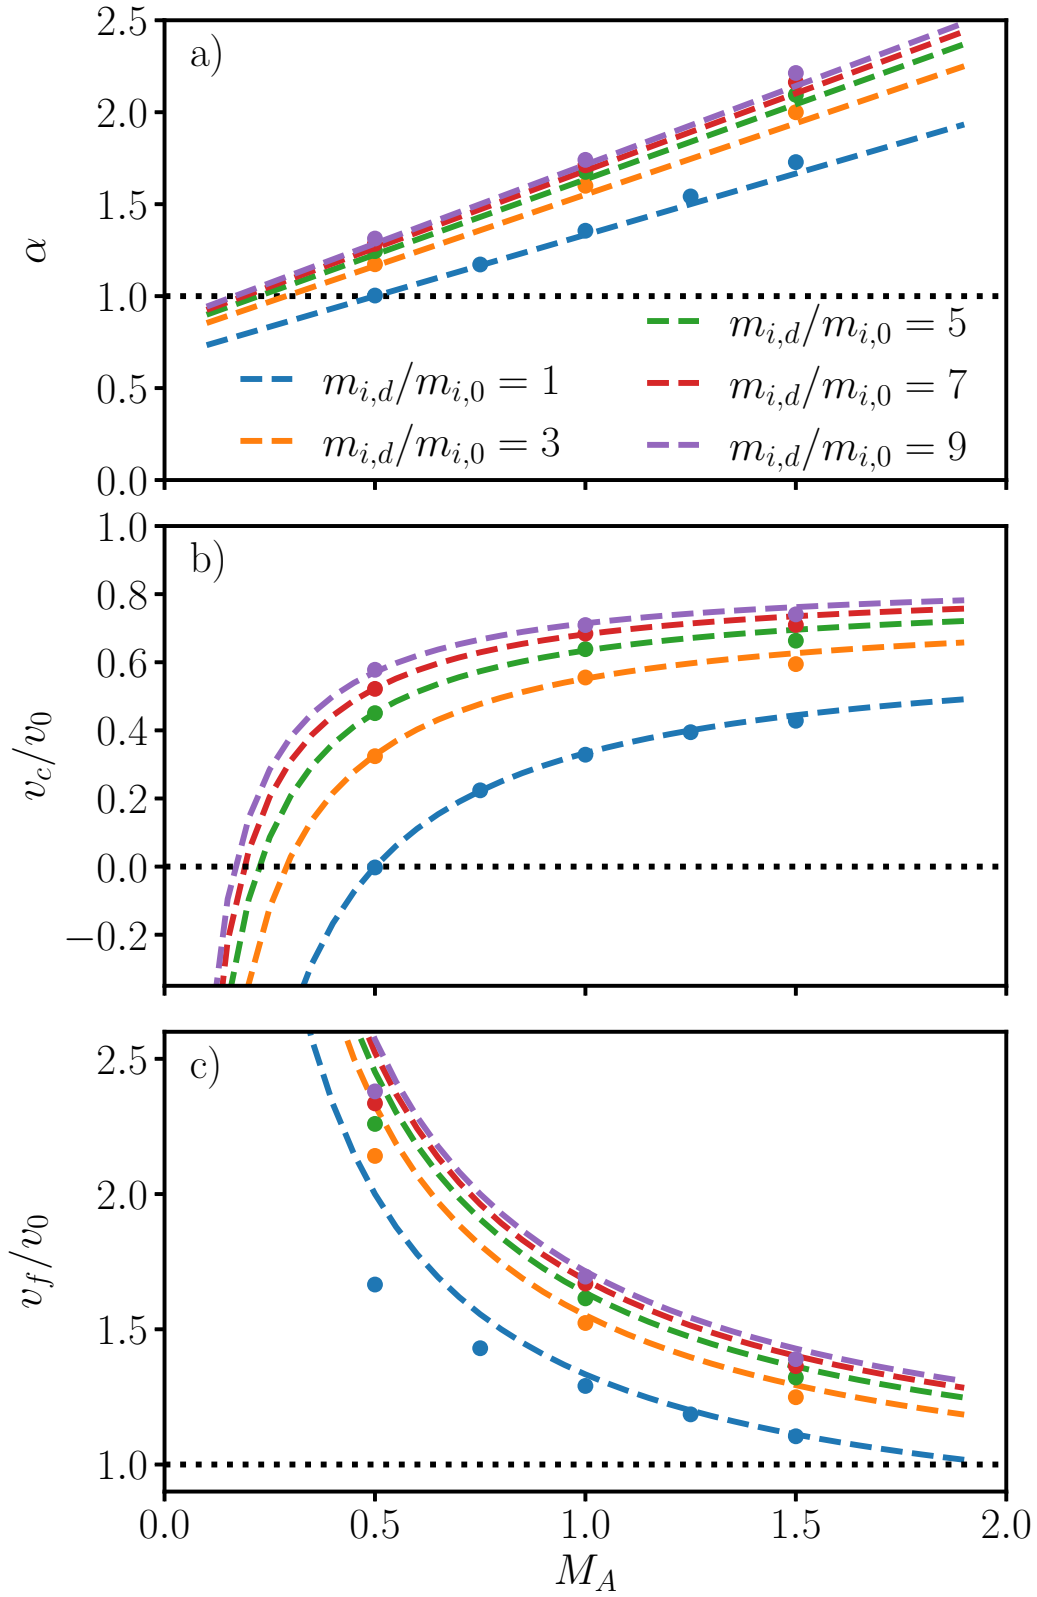 2.5
a)
2.0
1.5
α
1.0
m_{i,d}/m_{i,0} = 5
m_{i,d}/m_{i,0} = 1
m_{i,d}/m_{i,0} = 7
0.5
m_{i,d}/m_{i,0} = 3
m_{i,d}/m_{i,0} = 9
0.0
1.0
b)
0.8
0.6
v_c/v_0
0.4
0.2
0.0
−0.2
2.5
c)
2.0
v_f/v_0
1.5
1.0
0.0 0.5 1.0 1.5 2.0
M_A